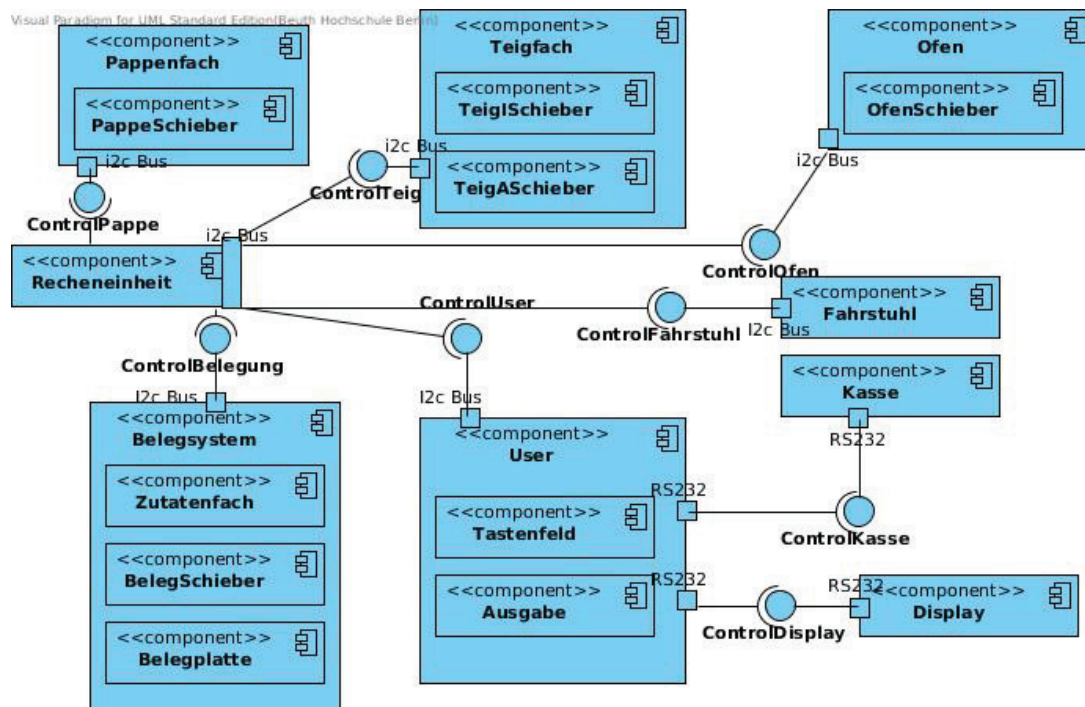 Visual Paradigm for UML Standard Edition(Beuth Hochschule Berlin)
<<component>>
Pappenfach
<<component>>
PappeSchieber
i2c Bus
ControlPappe
<<component>>
Teigfach
<<component>>
TeigISchieber
i2c Bus
ControlTeig
<<component>>
TeigASchieber
<<component>>
Ofen
<<component>>
OfenSchieber
i2c Bus
ControlOfen
<<component>>
Recheneinheit
i2c Bus
ControlUser
ControlFahrstuhl
<<component>>
Fahrstuhl
I2c Bus
ControlBelegung
<<component>>
Kasse
RS232
I2c Bus
<<component>>
Belegsystem
<<component>>
Zutatenfach
<<component>>
BelegSchieber
<<component>>
Belegplatte
I2c Bus
<<component>>
User
RS232
<<component>>
Tastenfeld
ControlKasse
RS232
<<component>>
Ausgabe
ControlDisplay
RS232
<<component>>
Display